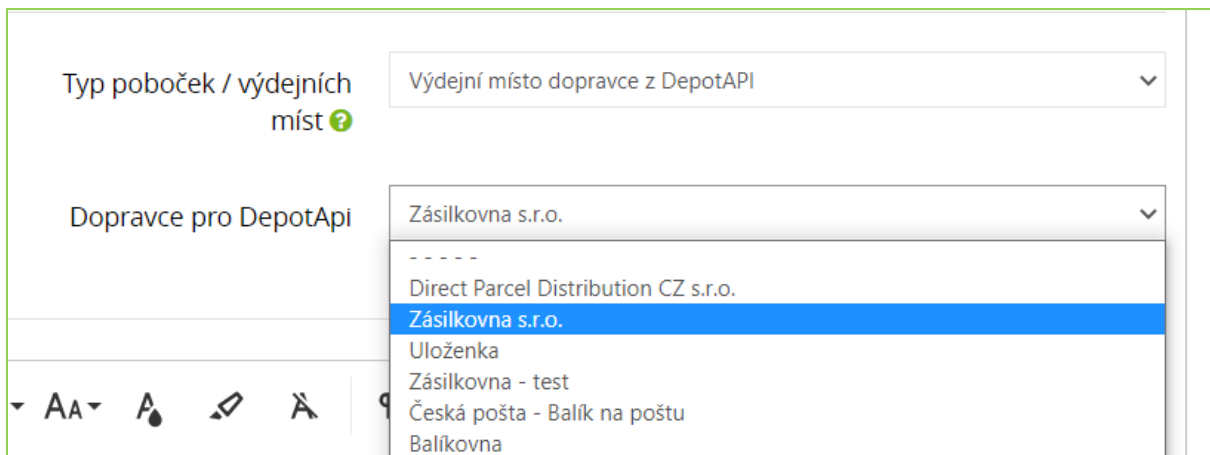 Typ poboček / výdejních
míst ?
Výdejní místo dopravce z DepotAPI
Dopravce pro DepotApi
Zásilkovna s.r.o.
- - - - -
Direct Parcel Distribution CZ s.r.o.
Zásilkovna s.r.o.
Uloženka
Zásilkovna - test
Česká pošta - Balík na poštu
Balíkovna
AA A A